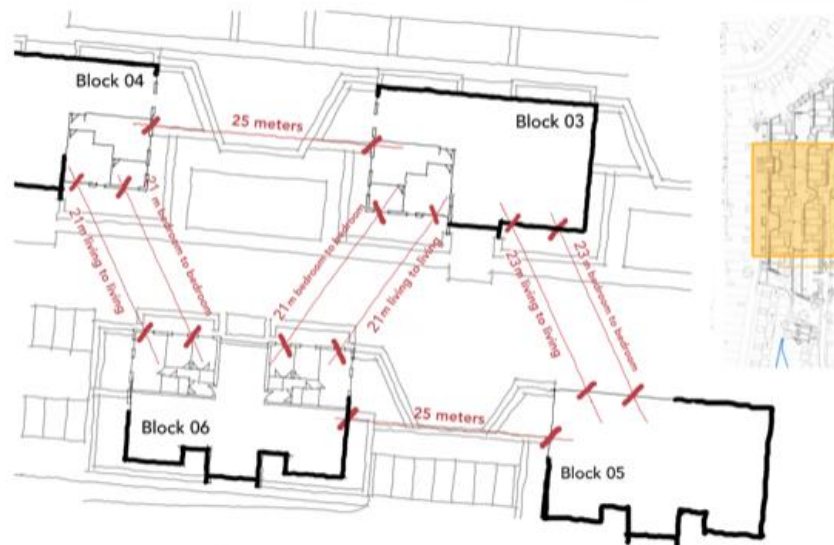 Block 04
Block 03
25 meters
21 m living to living
21 m bedroom to bedroom
21 m bedroom to bedroom
21 m living to living
23 m living to living
23 m bedroom to bedroom
Block 06
25 meters
Block 05